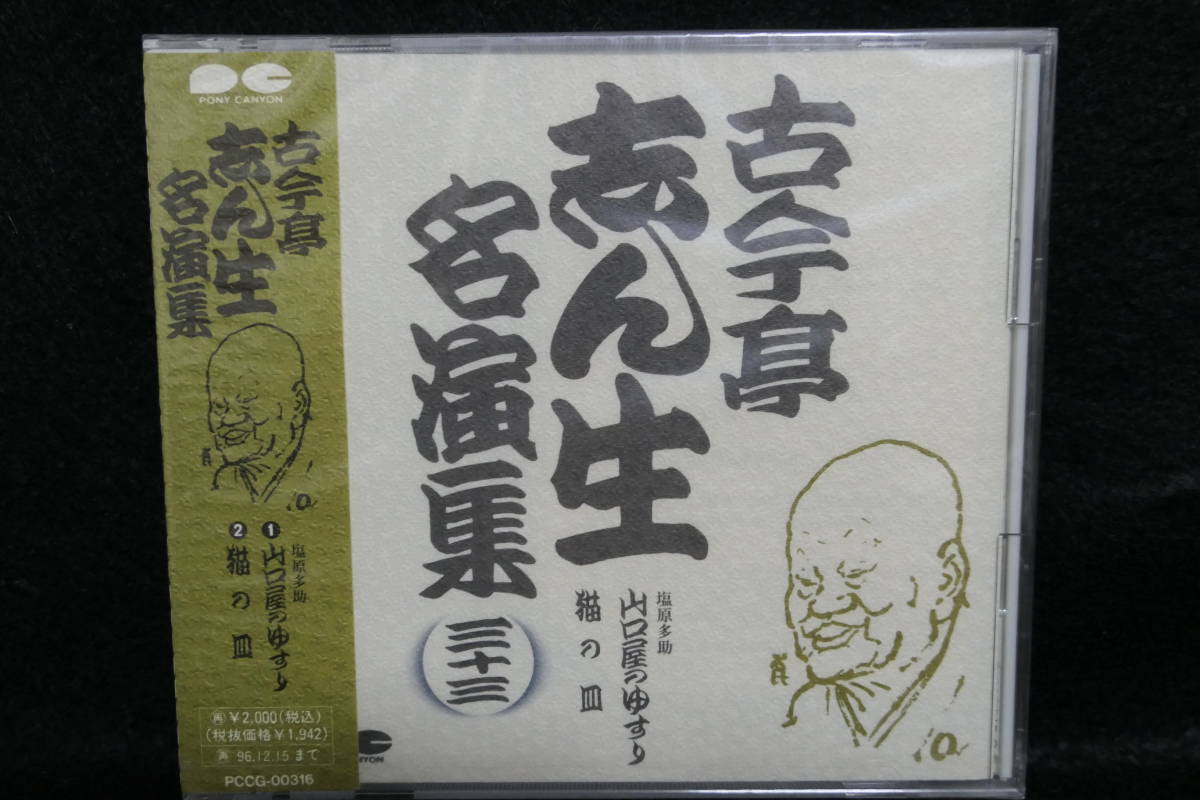 PONY CANYON
古今亭
志ん生
名演集
塩原多助
❶山口屋のゆすり
❷猫の皿
再 ¥2,000(税込)
(税抜価格¥1,942)
再 96.12.15まで
PCCG-00316
古今亭
志ん生
名演集
三十三
塩原多助
山口屋のゆすり
猫の皿
NYON